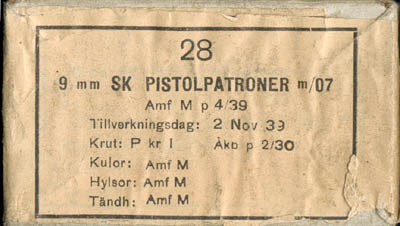 28
9 mm SK PISTOLPATRONER m/07
Amf M p 4/39
Tillverkningsdag: 2 Nov 39
Krut: P kr I Åkb p 2/30
Kulor: Amf M
Hylsor: Amf M
Tändh: Amf M